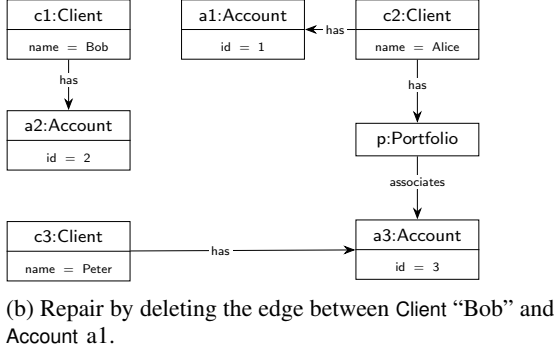 c1:Client
name = Bob
a1:Account
id = 1
has
c2:Client
name = Alice
has
has
a2:Account
id = 2
p:Portfolio
associates
c3:Client
name = Peter
has
a3:Account
id = 3
(b) Repair by deleting the edge between Client “Bob” and
Account a1.